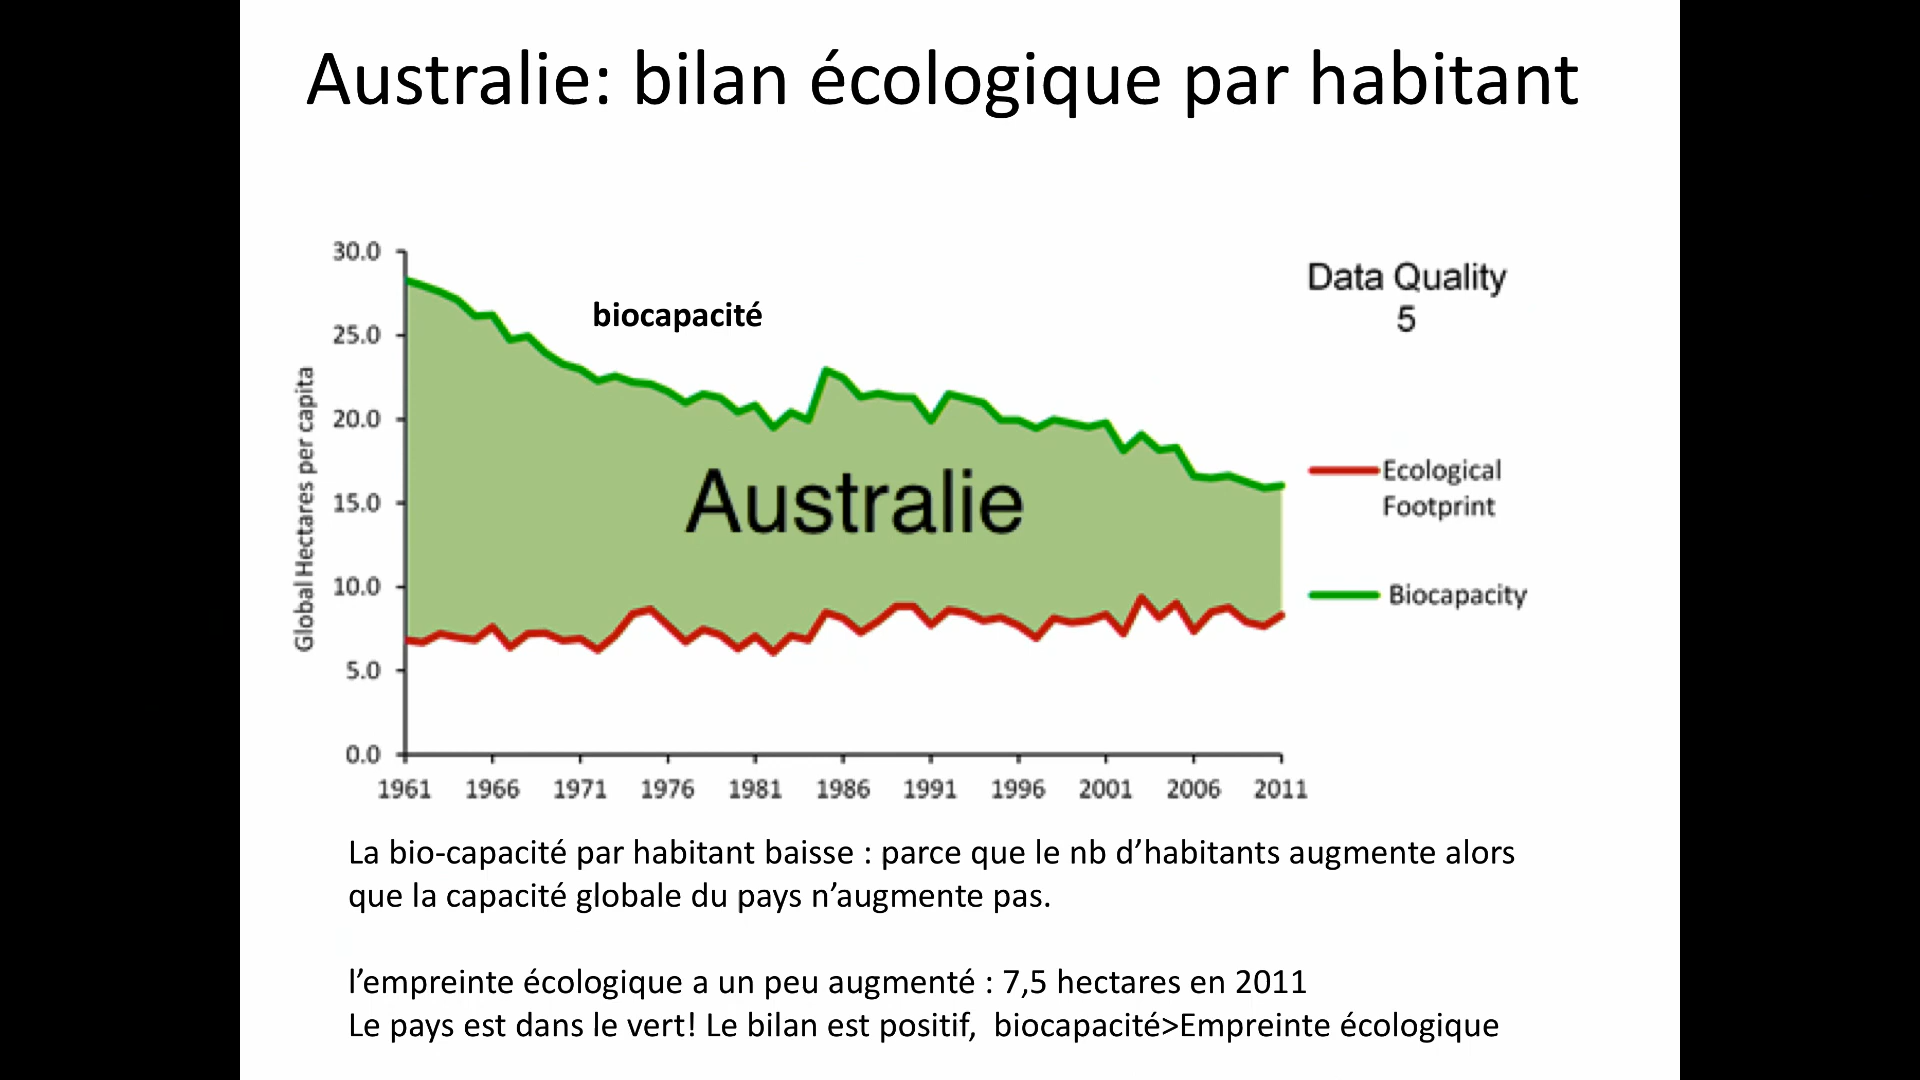 Australie: bilan écologique par habitant
30.0
25.0
20.0
15.0
10.0
5.0
0.0
Global Hectares per capita
biocapacité
Australie
Data Quality
5
Ecological
Footprint
Biocapacity
1961 1966 1971 1976 1981 1986 1991 1996 2001 2006 2011
La bio-capacité par habitant baisse : parce que le nb d’habitants augmente alors
que la capacité globale du pays n’augmente pas.
l’empreinte écologique a un peu augmenté : 7,5 hectares en 2011
Le pays est dans le vert! Le bilan est positif,  biocapacité>Empreinte écologique